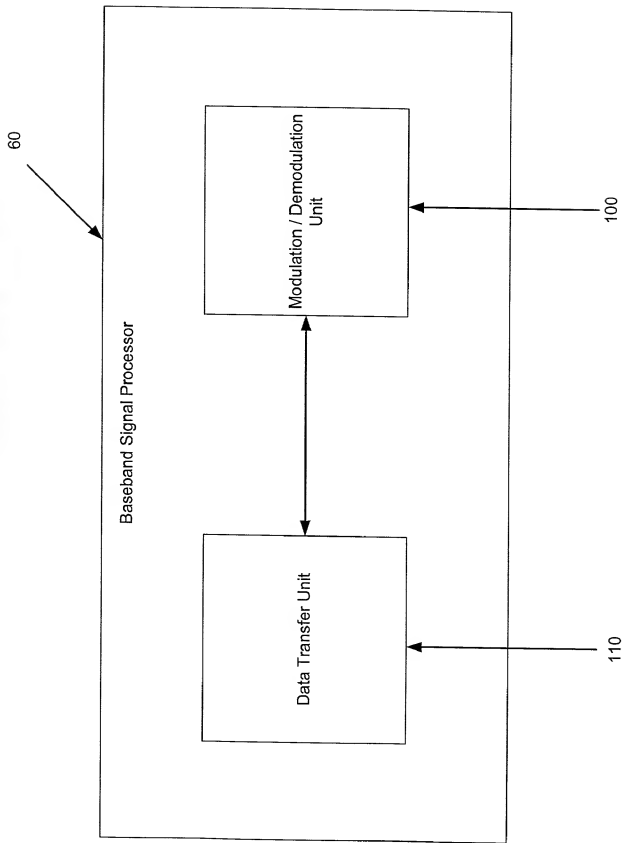 60
Baseband Signal Processor
Data Transfer Unit
Modulation / Demodulation
Unit
110
100